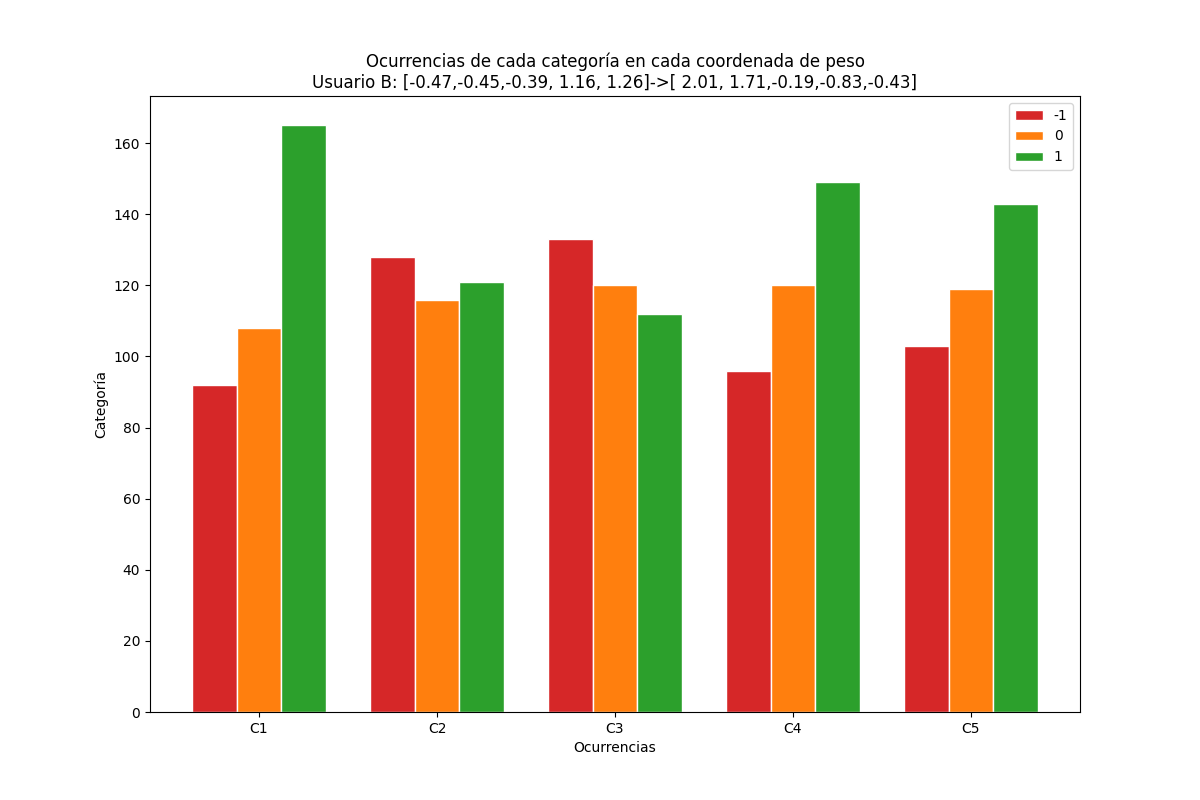 Ocurrencias de cada categoría en cada coordenada de peso
Usuario B: [-0.47,-0.45,-0.39, 1.16, 1.26]->[ 2.01, 1.71,-0.19,-0.83,-0.43]
-1
0
1
160
140
120
100
80
60
40
20
0
Categoría
C1 C2 C3 C4 C5
Ocurrencias